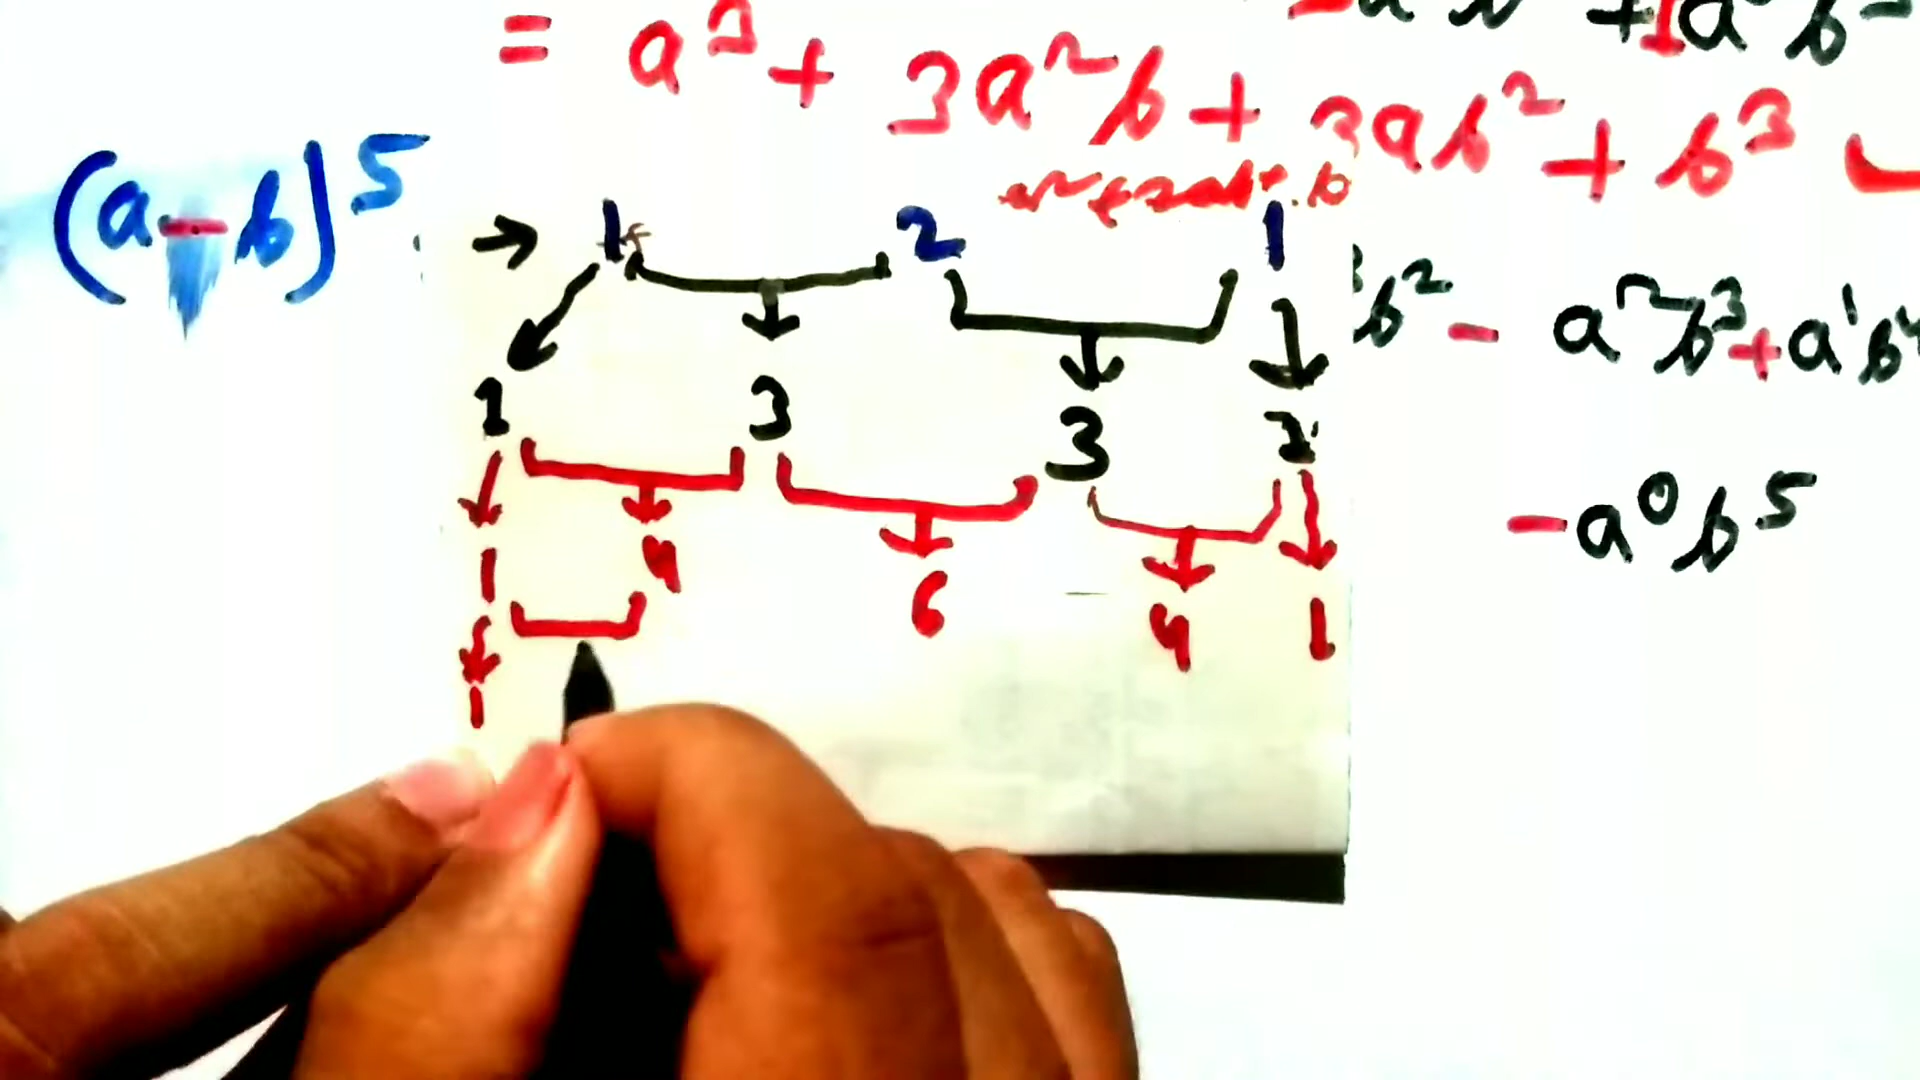 +1a⁰b³
= a³ + 3a²b + 3ab² + b³
(a-b)⁵
→ 1 2 1
b² - a²b³ + a¹b⁴
1 3 3 1
- a⁰b⁵
1 4 6 4 1
1